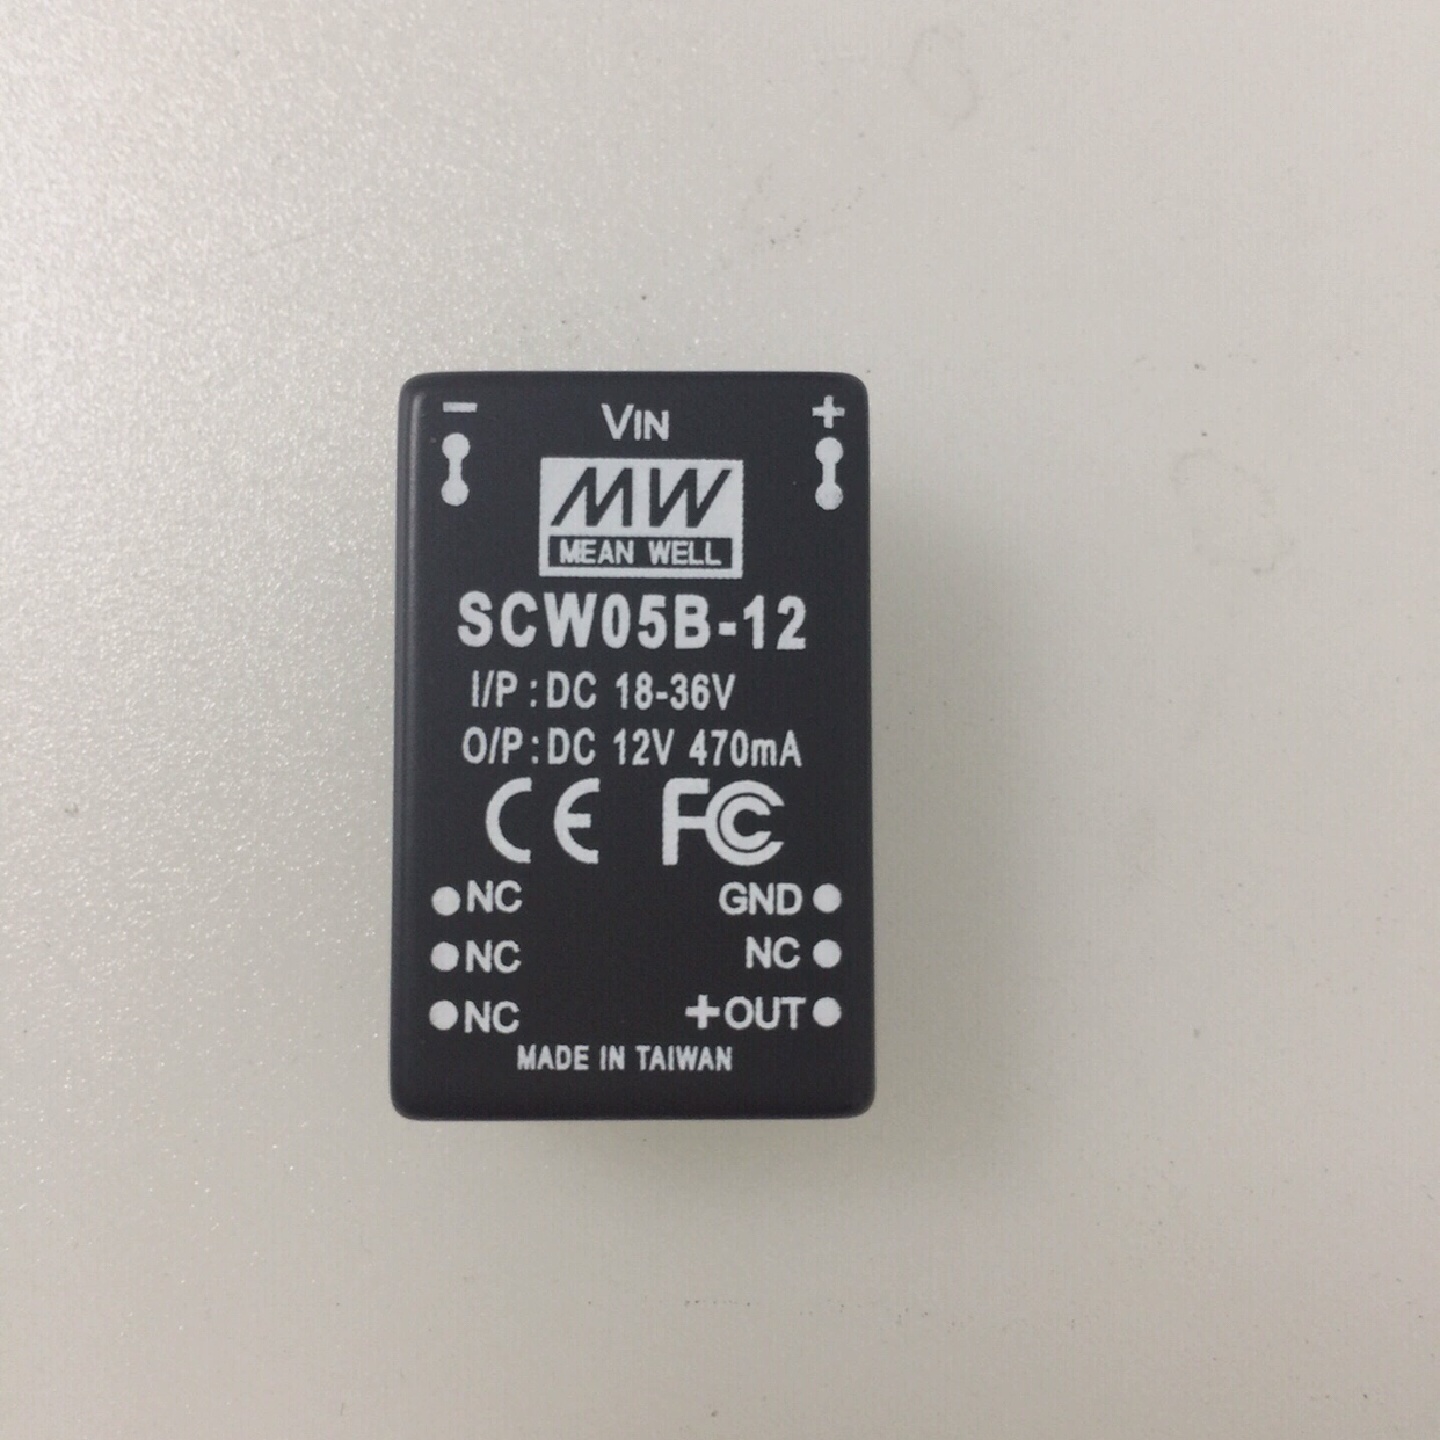 − VIN +
MW
MEAN WELL
SCW05B-12
I/P : DC 18-36V
O/P : DC 12V 470mA
CE FC
NC GND
NC NC
NC +OUT
MADE IN TAIWAN